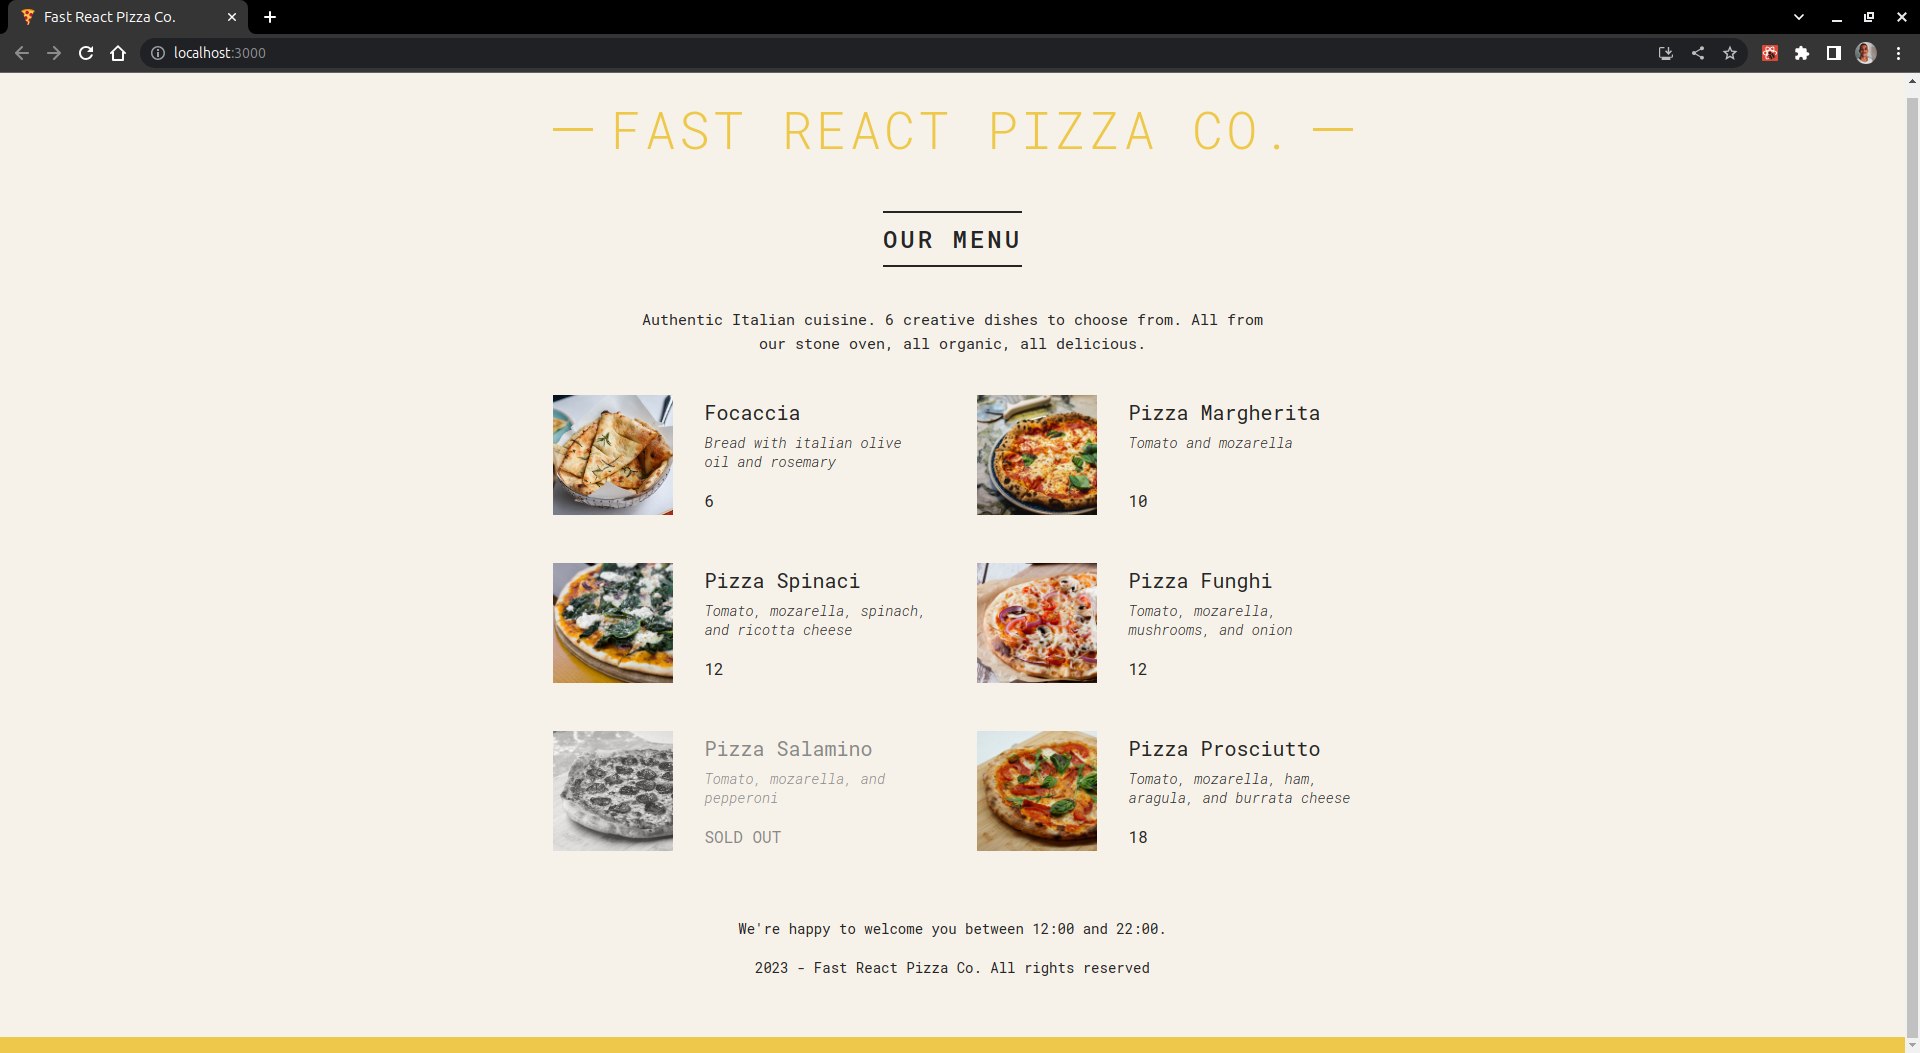 Fast React PIzza Co.
localhost:3000
FAST REACT PIZZA CO.
OUR MENU
Authentic Italian cuisine. 6 creative dishes to choose from. All from
our stone oven, all organic, all delicious.
Focaccia
Bread with italian olive
oil and rosemary
6
Pizza Margherita
Tomato and mozarella
10
Pizza Spinaci
Tomato, mozarella, spinach,
and ricotta cheese
12
Pizza Funghi
Tomato, mozarella,
mushrooms, and onion
12
Pizza Salamino
Tomato, mozarella, and
pepperoni
SOLD OUT
Pizza Prosciutto
Tomato, mozarella, ham,
aragula, and burrata cheese
18
We're happy to welcome you between 12:00 and 22:00.
2023 - Fast React Pizza Co. All rights reserved